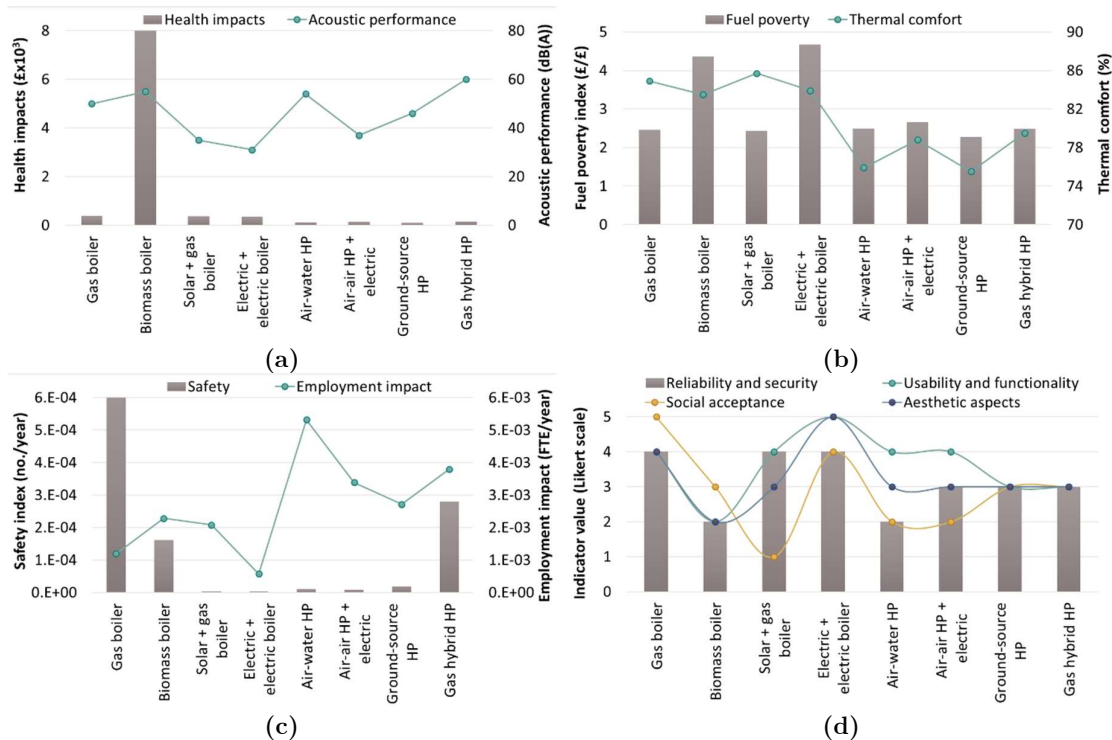 Health impacts
Acoustic performance
Health impacts (£x10³)
8
6
4
2
0
80
60
40
20
0
Acoustic performance (dB(A))
Gas boiler
Biomass boiler
Solar + gas
boiler
Electric +
electric boiler
Air-water HP
Air-air HP +
electric
Ground-source
HP
Gas hybrid HP
(a)
Fuel poverty
Thermal comfort
Fuel poverty index (£/£)
5
4
3
2
1
0
90
86
82
78
74
70
Thermal comfort (%)
Gas boiler
Biomass boiler
Solar + gas
boiler
Electric +
electric boiler
Air-water HP
Air-air HP +
electric
Ground-source
HP
Gas hybrid HP
(b)
Safety
Employment impact
Safety index (no./year)
6.E-04
5.E-04
4.E-04
3.E-04
2.E-04
1.E-04
0.E+00
6.E-03
5.E-03
4.E-03
3.E-03
2.E-03
1.E-03
0.E+00
Employment impact (FTE/year)
Gas boiler
Biomass boiler
Solar + gas
boiler
Electric +
electric boiler
Air-water HP
Air-air HP +
electric
Ground-source
HP
Gas hybrid HP
(c)
Reliability and security
Usability and functionality
Social acceptance
Aesthetic aspects
Indicator value (Likert scale)
5
4
3
2
1
0
Gas boiler
Biomass boiler
Solar + gas
boiler
Electric +
electric boiler
Air-water HP
Air-air HP +
electric
Ground-source
HP
Gas hybrid HP
(d)